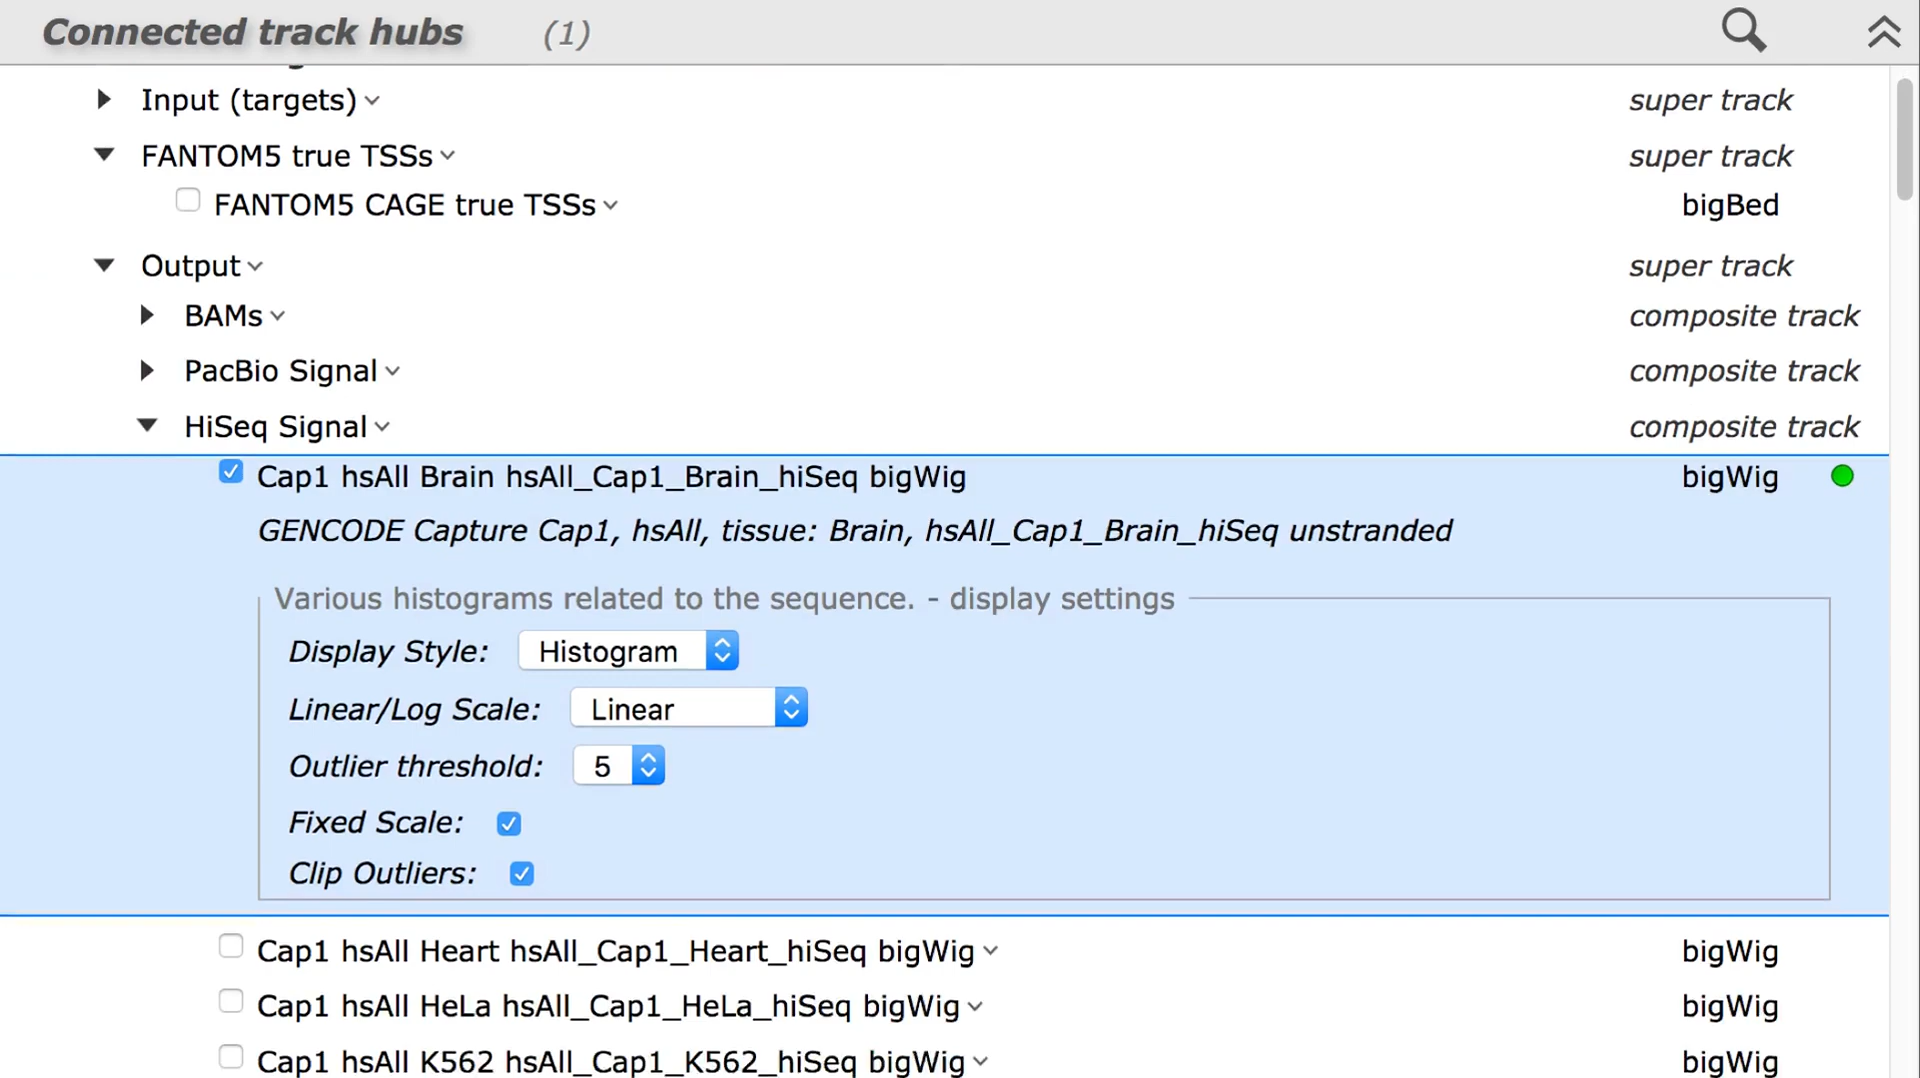 Connected track hubs (1)
Input (targets) super track
FANTOM5 true TSSs super track
FANTOM5 CAGE true TSSs bigBed
Output super track
BAMs composite track
PacBio Signal composite track
HiSeq Signal composite track
Cap1 hsAll Brain hsAll_Cap1_Brain_hiSeq bigWig bigWig
GENCODE Capture Cap1, hsAll, tissue: Brain, hsAll_Cap1_Brain_hiSeq unstranded
Various histograms related to the sequence. - display settings
Display Style: Histogram
Linear/Log Scale: Linear
Outlier threshold: 5
Fixed Scale:
Clip Outliers:
Cap1 hsAll Heart hsAll_Cap1_Heart_hiSeq bigWig bigWig
Cap1 hsAll HeLa hsAll_Cap1_HeLa_hiSeq bigWig bigWig
Cap1 hsAll K562 hsAll_Cap1_K562_hiSeq bigWig bigWig